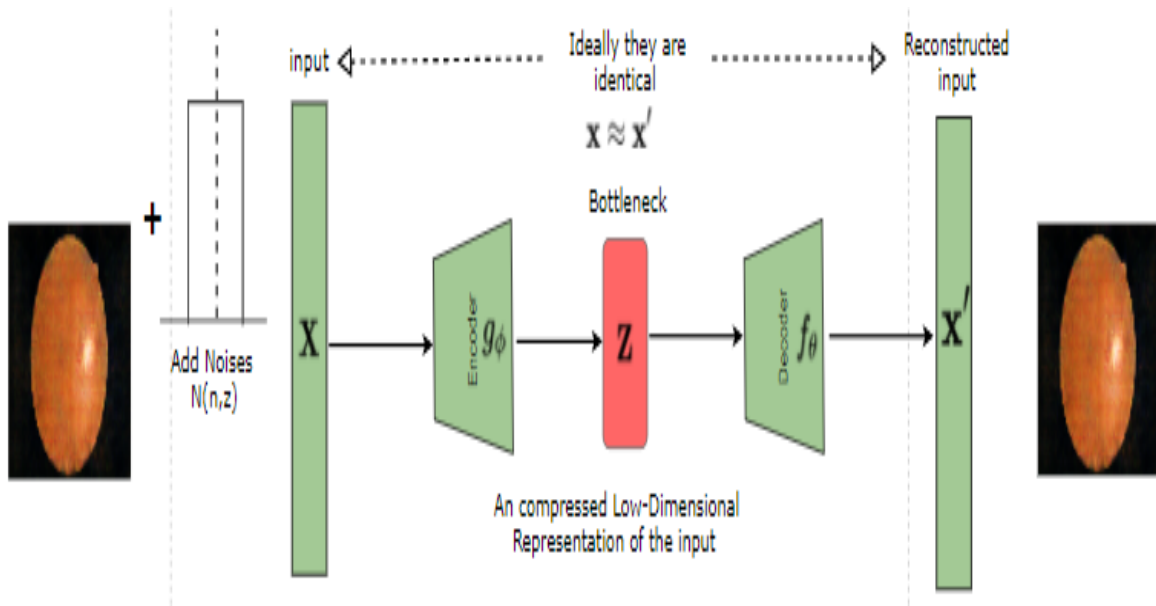 input
Ideally they are
identical
x ≈ x′
Reconstructed
input
+
Bottleneck
Add Noises
N(n,z)
x
Encoder
gϕ
z
Decoder
fθ
x′
An compressed Low-Dimensional
Representation of the input